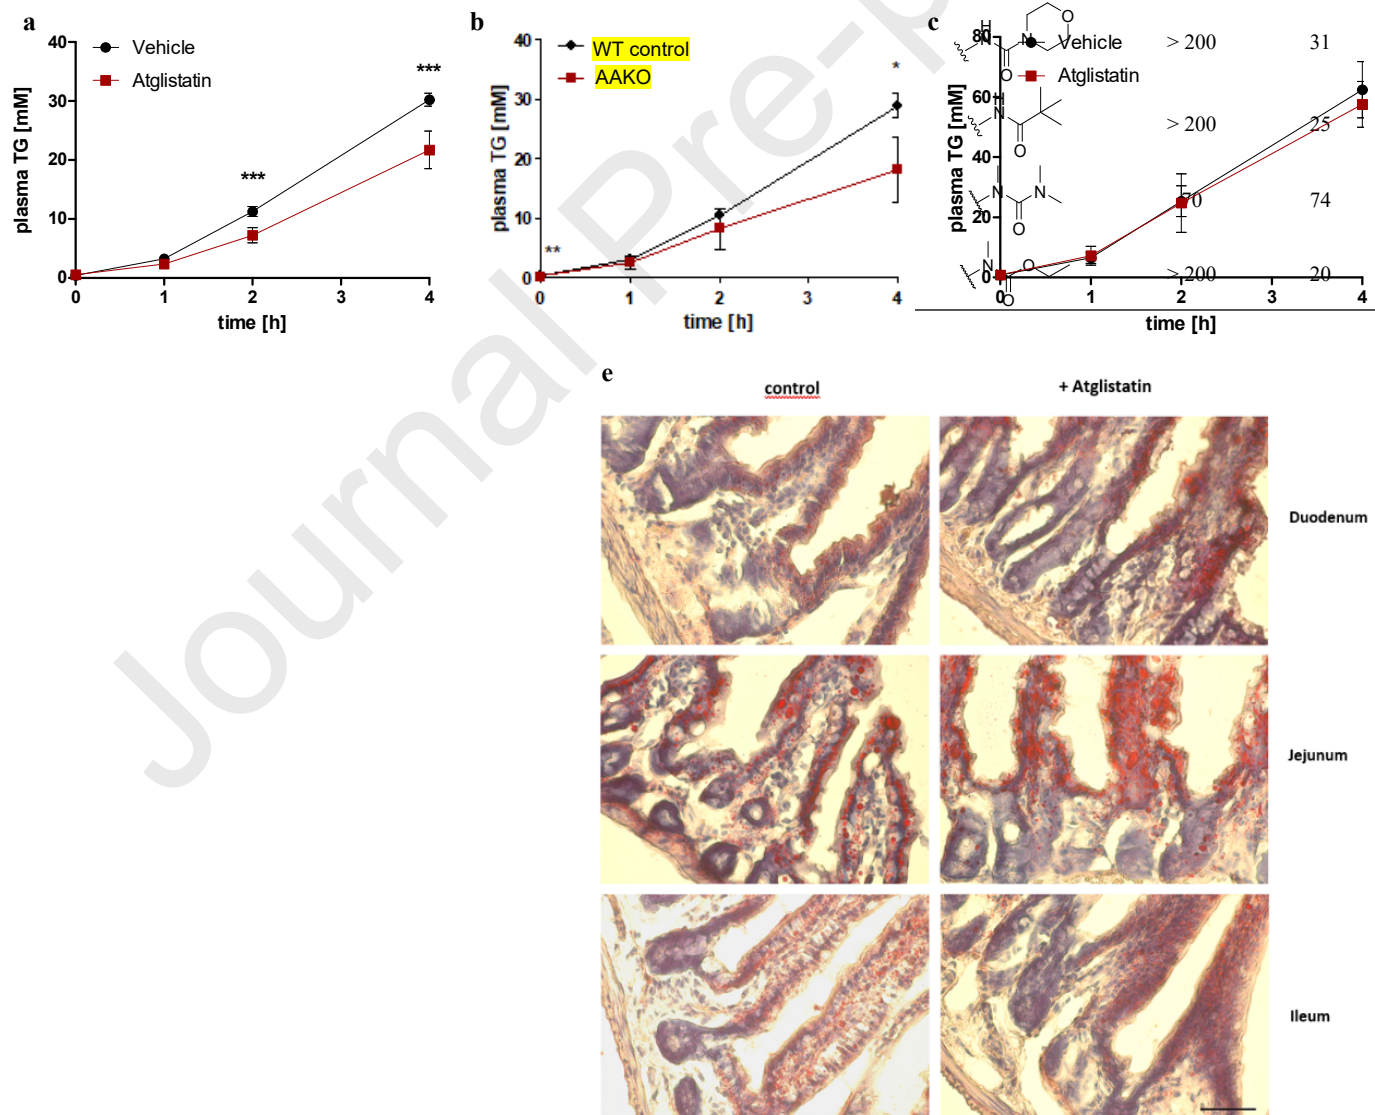 a
40
30
20
10
0
plasma TG [mM]
Vehicle
Atglistatin
***
***
0 1 2 3 4
time [h]
b
40
30
20
10
0
plasma TG [mM]
WT control
AAKO
**
*
0 1 2 3 4
time [h]
c
80
60
40
20
0
plasma TG [mM]
Vehicle
Atglistatin
H
N
N
O
O
> 200 31
H
N
O
> 200 25
N
N
O
70 74
N
O
O
> 200 20
0 1 2 3 4
time [h]
e
control
+ Atglistatin
Duodenum
Jejunum
Ileum
Journal Pre-p